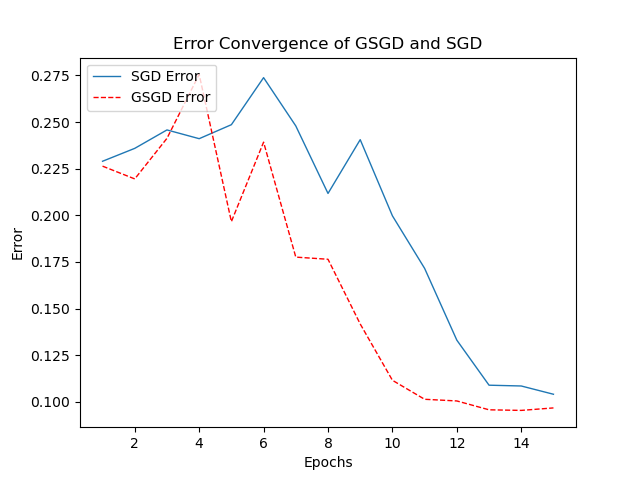 Error Convergence of GSGD and SGD
SGD Error
GSGD Error
0.275
0.250
0.225
0.200
0.175
0.150
0.125
0.100
Error
2 4 6 8 10 12 14
Epochs